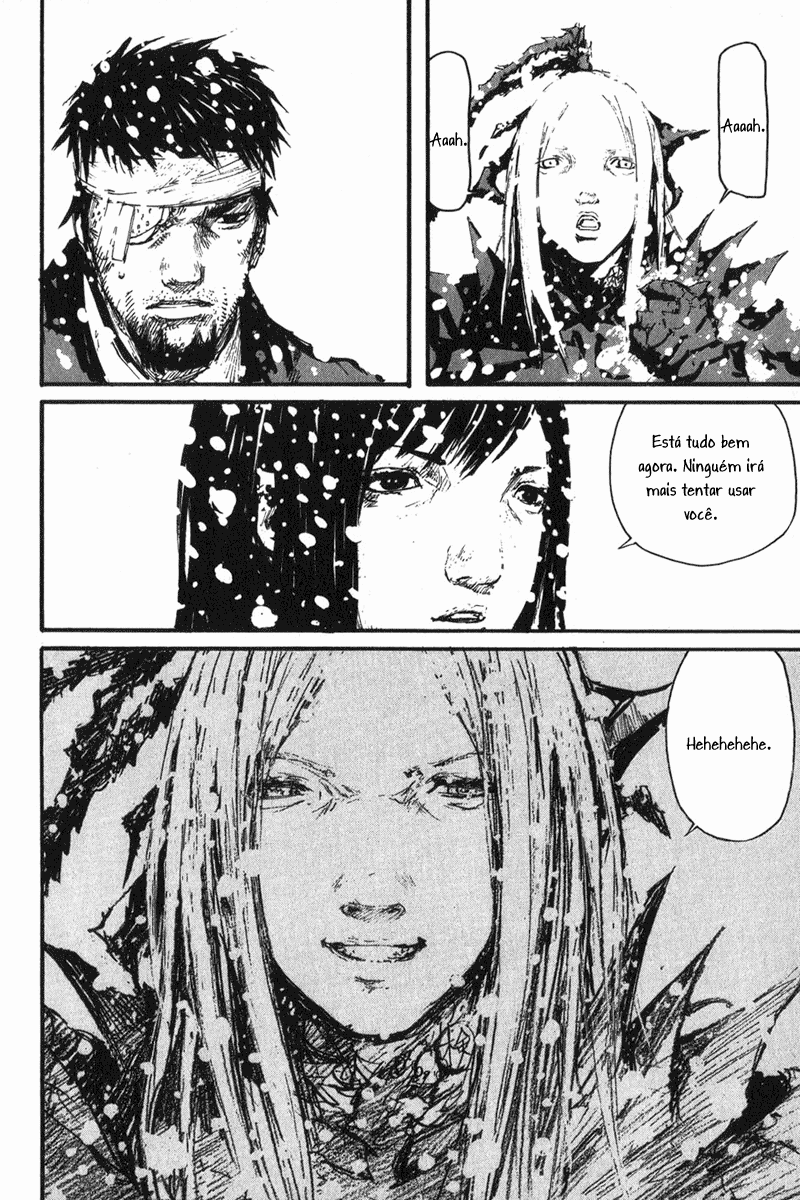 Aaaah.
Aaah.
Está tudo bem
agora. Ninguém irá
mais tentar usar
você.
Hehehehehe.